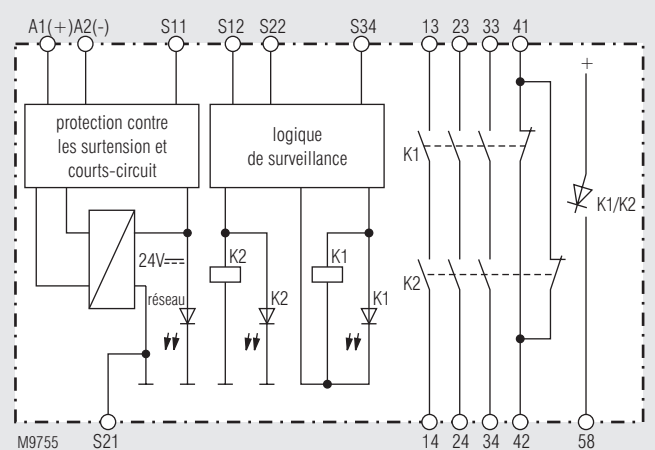 A1(+) A2(-) S11 S12 S22 S34 13 23 33 41
+
protection contre
les surtension et
courts-circuit
logique
de surveillance
K1
K1/K2
24V
K2 K1 K2
réseau K2 K1
M9755 S21 14 24 34 42 58